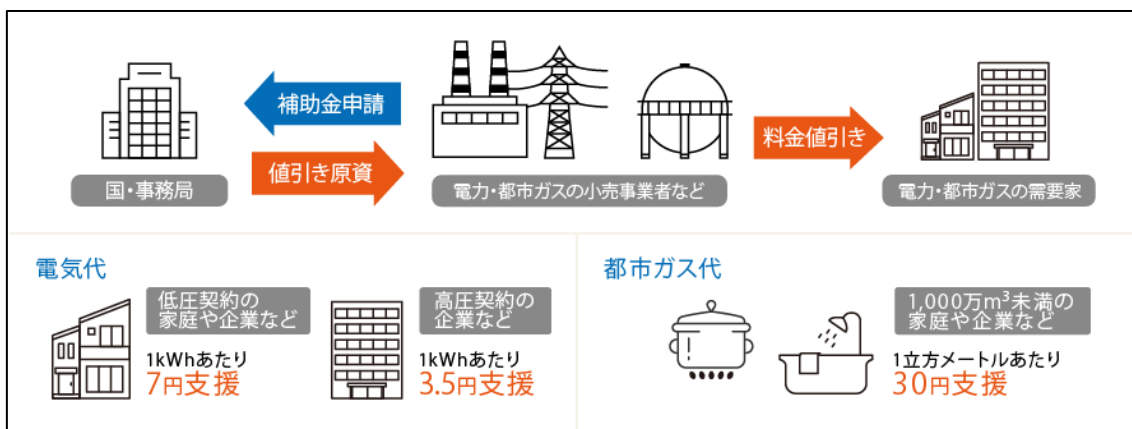 補助金申請
値引き原資
料金値引き
国・事務局
電力・都市ガスの小売事業者など
電力・都市ガスの需要家
電気代
低圧契約の
家庭や企業など
1kWhあたり
7円支援
高圧契約の
企業など
1kWhあたり
3.5円支援
都市ガス代
1,000万m³未満の
家庭や企業など
1立方メートルあたり
30円支援